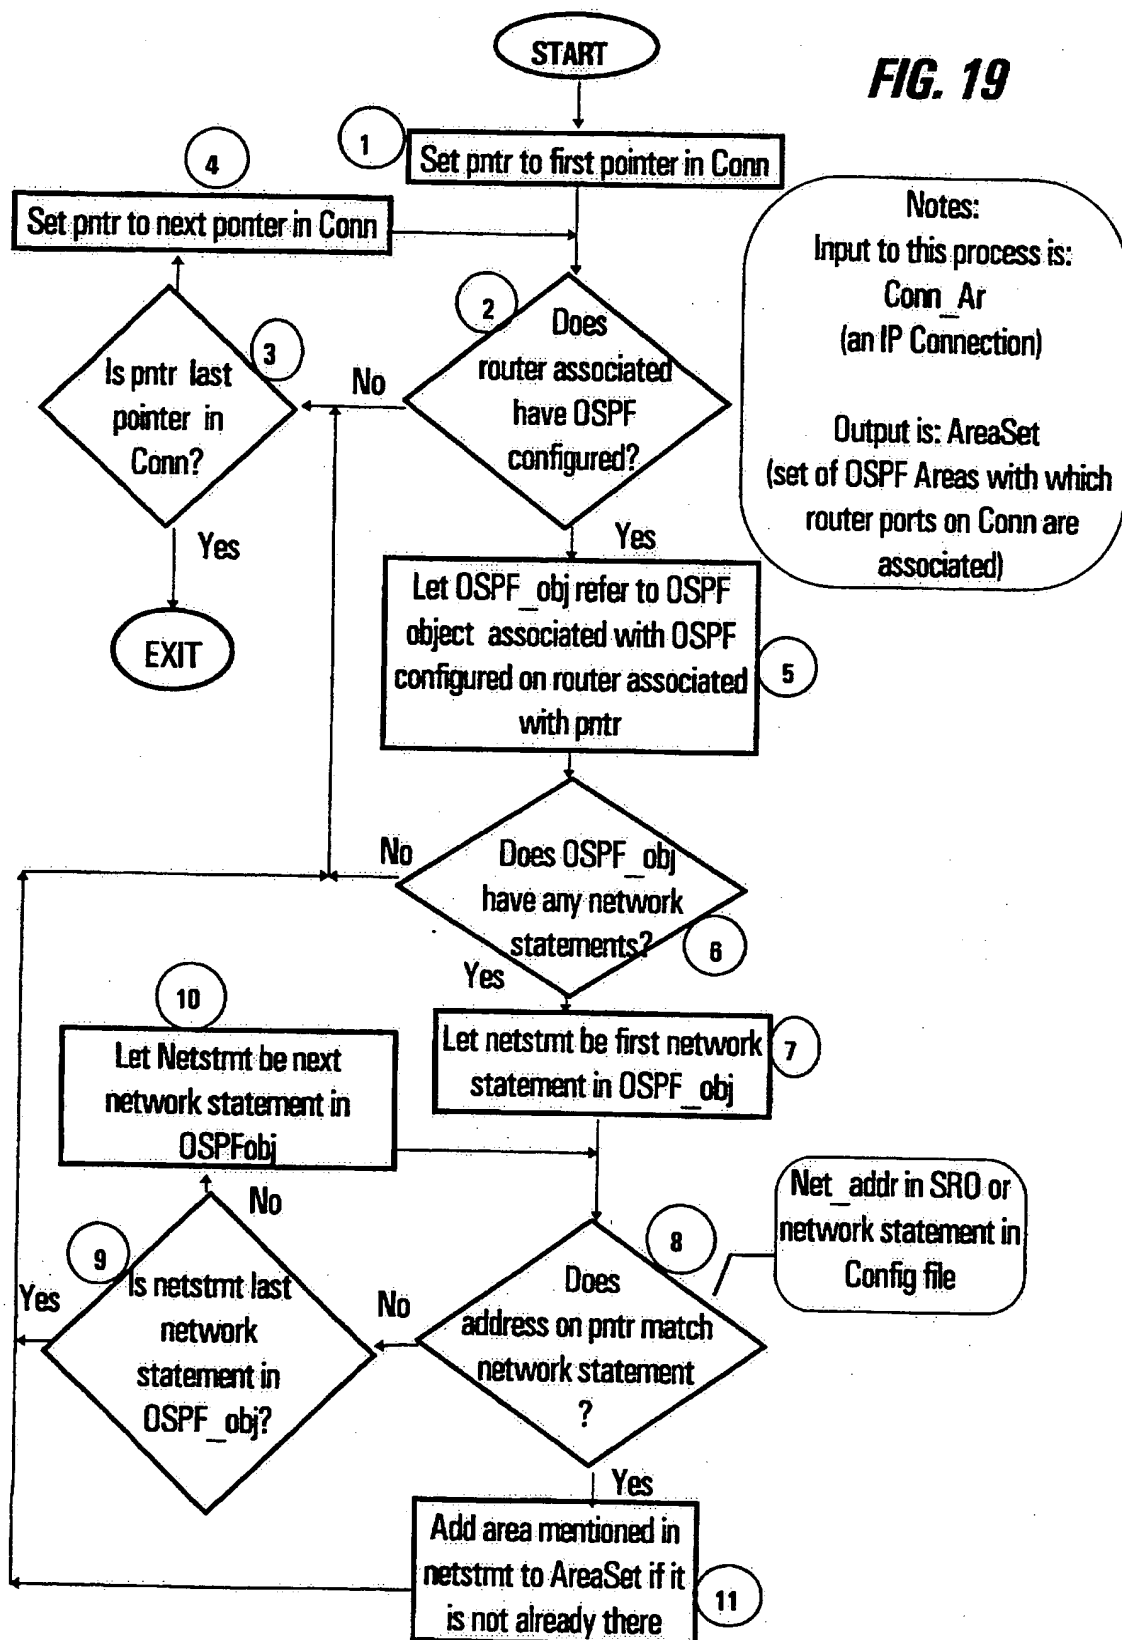 START
FIG. 19
1
Set pntr to first pointer in Conn
4
Set pntr to next ponter in Conn
Notes:
Input to this process is:
Conn_Ar
(an IP Connection)
Output is: AreaSet
(set of OSPF Areas with which
router ports on Conn are
associated)
2
Does
router associated
have OSPF
configured?
No
3
Is pntr last
pointer in
Conn?
Yes
EXIT
Yes
Let OSPF_obj refer to OSPF
object associated with OSPF
configured on router associated
with pntr
5
No
Does OSPF_obj
have any network
statements?
6
Yes
Let netstmt be first network
statement in OSPF_obj
7
10
Let Netstmt be next
network statement in
OSPFobj
No
Net_addr in SRO or
network statement in
Config file
8
Does
address on pntr match
network statement
?
No
9
Is netstmt last
network
statement in
OSPF_obj?
Yes
Yes
Add area mentioned in
netstmt to AreaSet if it
is not already there
11